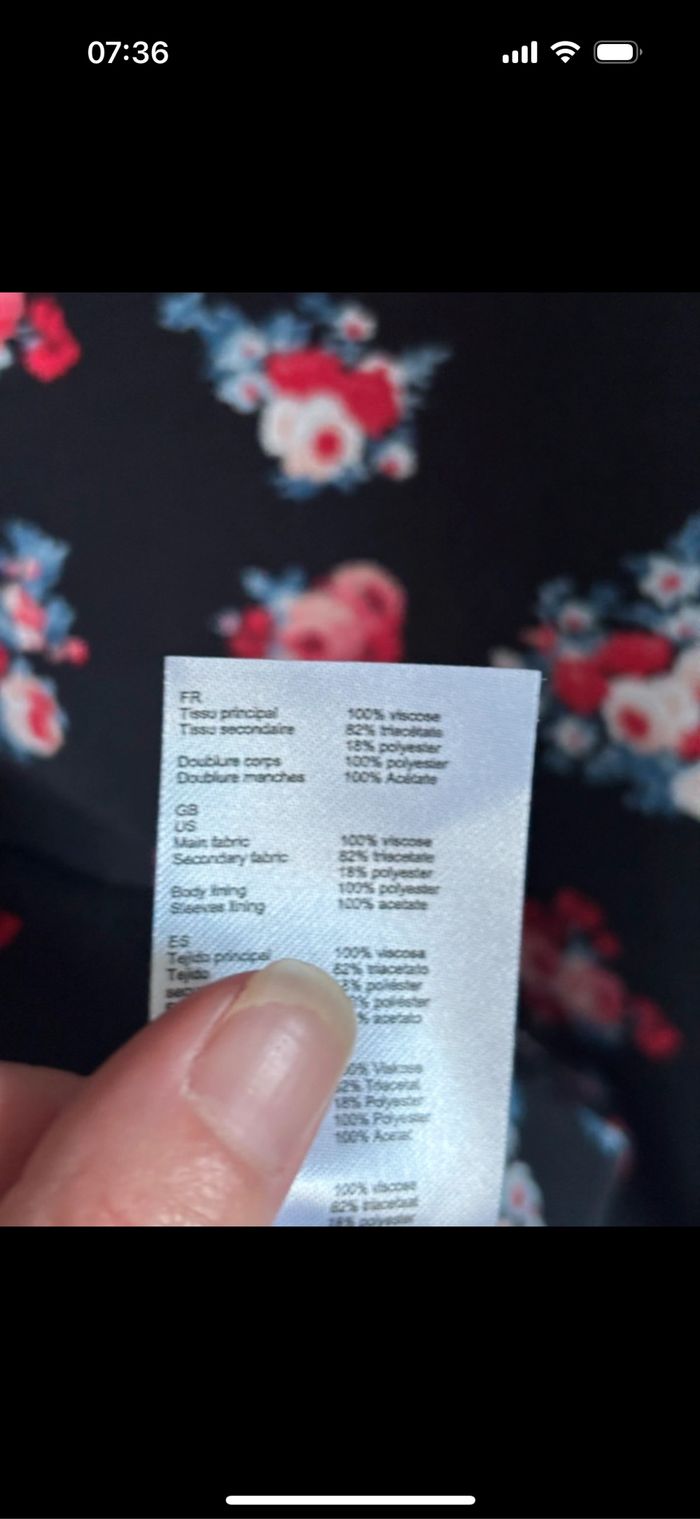 07:36
FR
Tissu principal 100% viscose
Tissu secondaire 82% triacétate
18% polyester
Doublure corps 100% polyester
Doublure manches 100% Acétate
GB
US
Main fabric 100% viscose
Secondary fabric 82% triacetate
18% polyester
Body lining 100% polyester
Sleeves lining 100% acetate
ES
Tejido principal 100% viscosa
Tejido 82% triacetato
poliéster
poliéster
% acetato
Viskose
Triacetat
18% Polyester
100% Polyester
100% Acetat
100% viscose
82% triacetaat
18% polyester